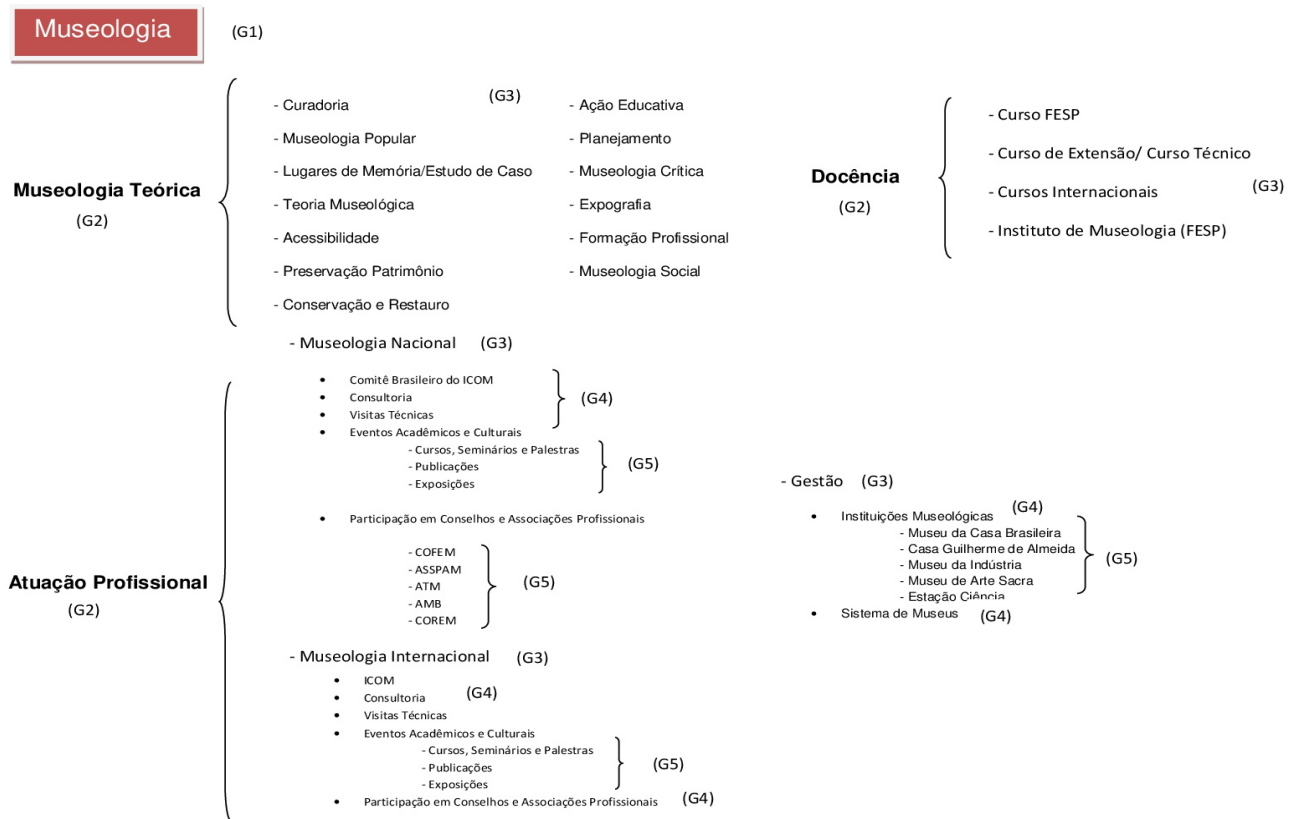 Museologia (G1)
Museologia Teórica
(G2)
- Curadoria (G3)
- Museologia Popular
- Lugares de Memória/Estudo de Caso
- Teoria Museológica
- Acessibilidade
- Preservação Patrimônio
- Conservação e Restauro
- Ação Educativa
- Planejamento
- Museologia Crítica
- Expografia
- Formação Profissional
- Museologia Social
Docência
(G2)
- Curso FESP
- Curso de Extensão/ Curso Técnico
- Cursos Internacionais (G3)
- Instituto de Museologia (FESP)
Atuação Profissional
(G2)
- Museologia Nacional (G3)
• Comitê Brasileiro do ICOM
• Consultoria (G4)
• Visitas Técnicas
• Eventos Acadêmicos e Culturais
- Cursos, Seminários e Palestras
- Publicações (G5)
- Exposições
• Participação em Conselhos e Associações Profissionais
- COFEM
- ASSPAM
- ATM (G5)
- AMB
- COREM
- Museologia Internacional (G3)
• ICOM
• Consultoria (G4)
• Visitas Técnicas
• Eventos Acadêmicos e Culturais
- Cursos, Seminários e Palestras
- Publicações (G5)
- Exposições
• Participação em Conselhos e Associações Profissionais (G4)
- Gestão (G3)
• Instituições Museológicas (G4)
- Museu da Casa Brasileira
- Casa Guilherme de Almeida
- Museu da Indústria (G5)
- Museu de Arte Sacra
- Estação Ciência
• Sistema de Museus (G4)